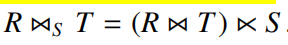 R ⋈_S T = (R ⋈ T) ⋉ S.